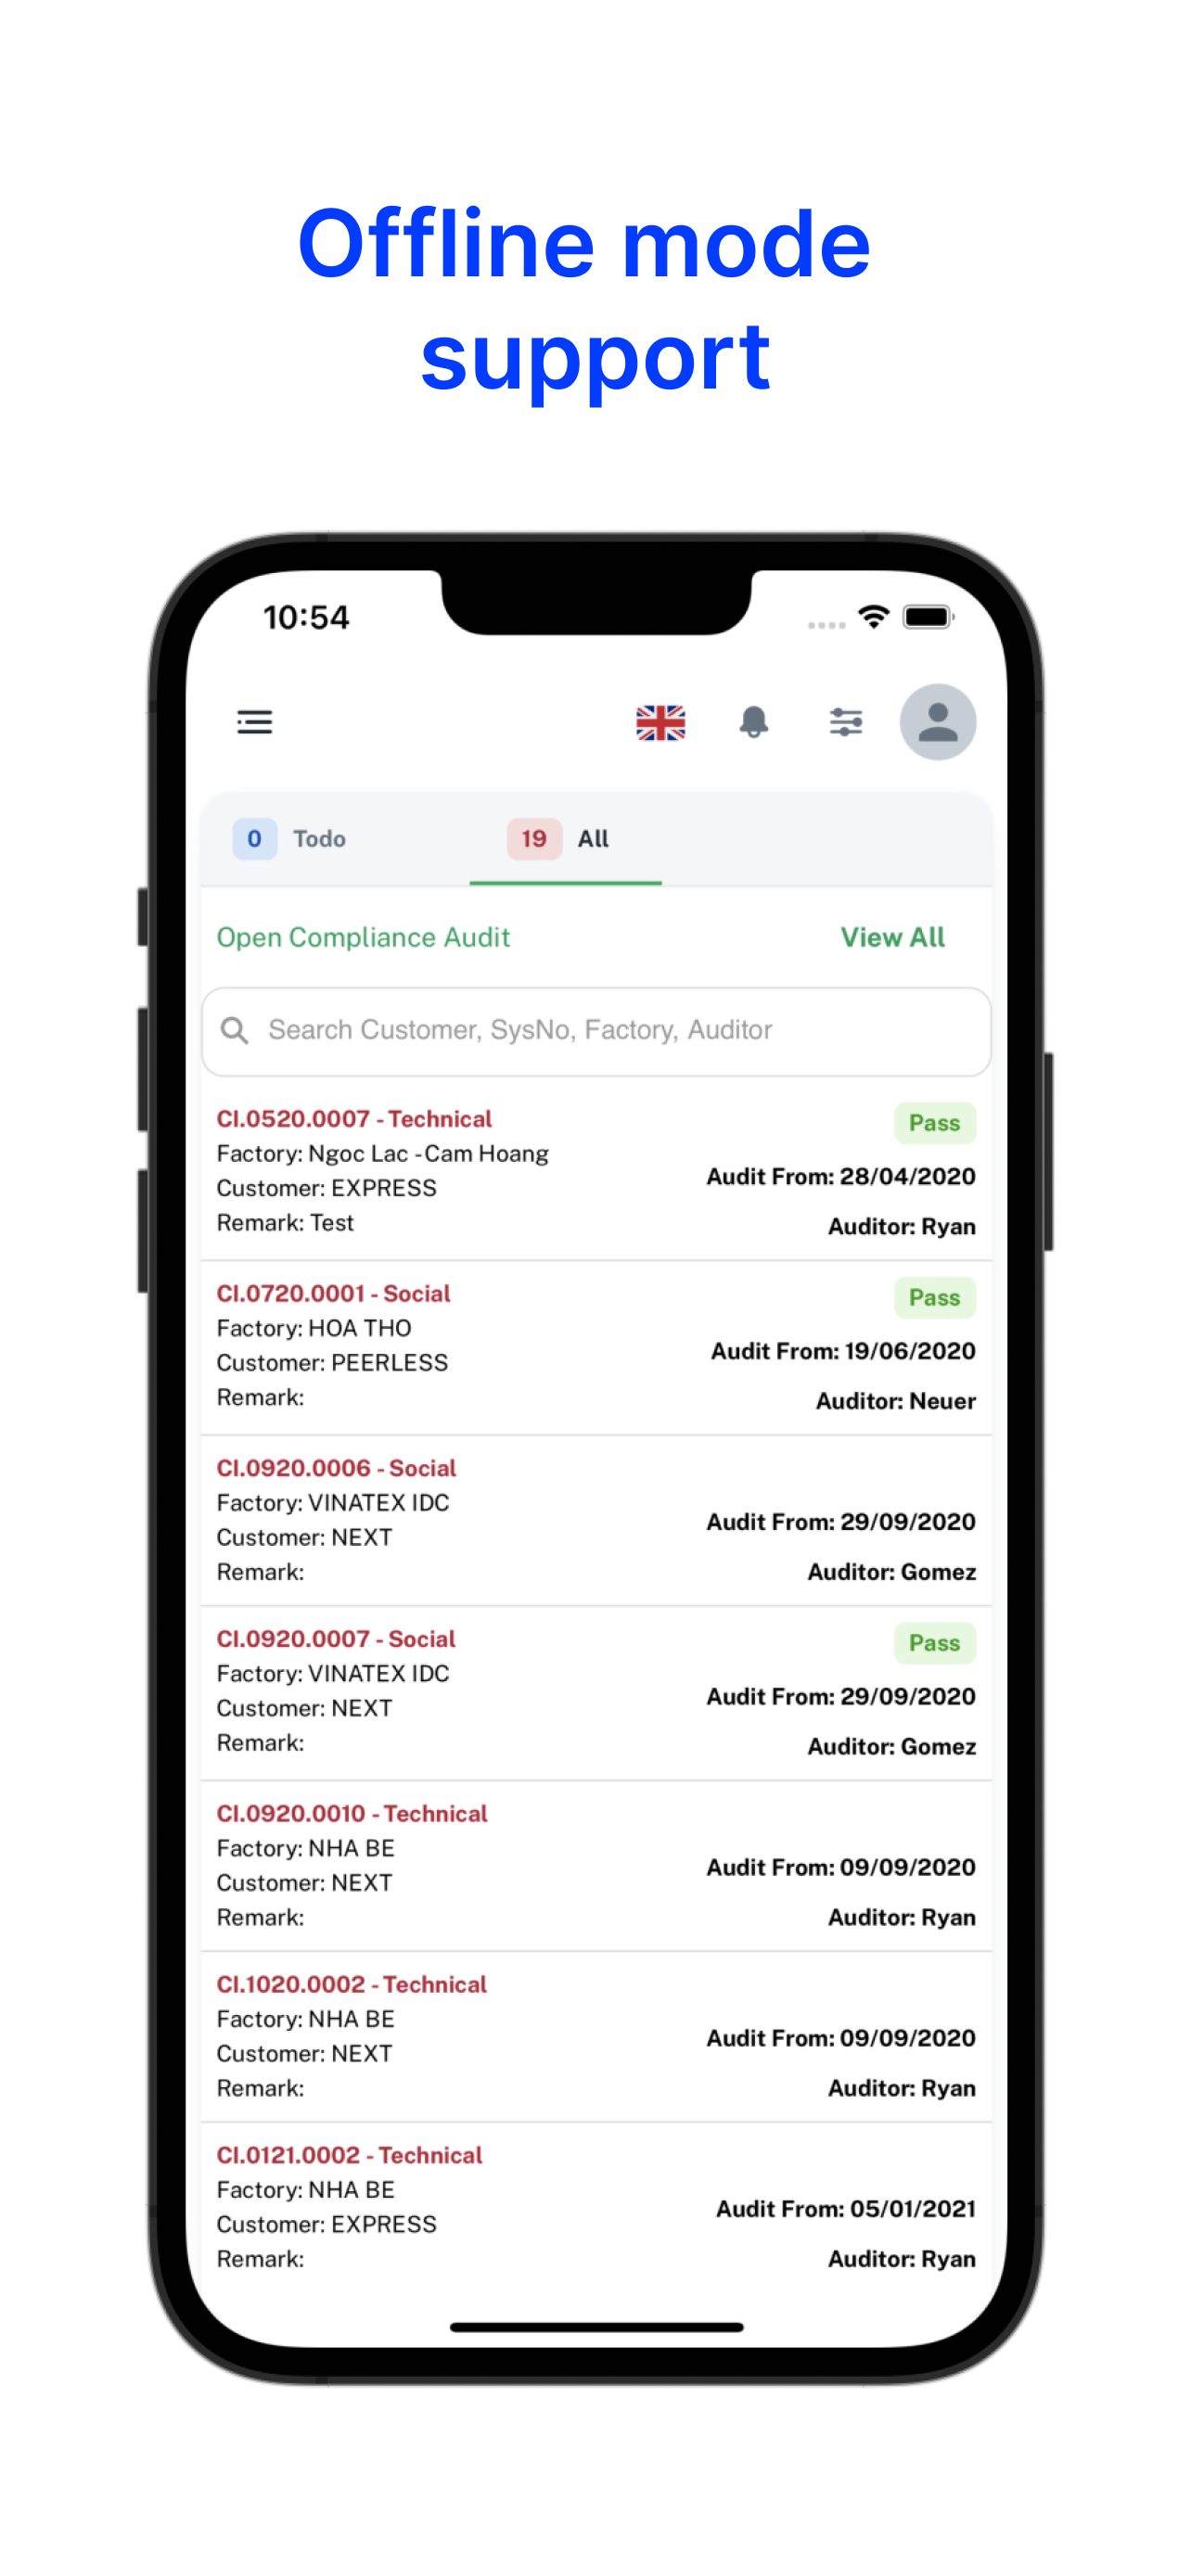 Offline mode
support
10:54
0 Todo 19 All
Open Compliance Audit View All
Search Customer, SysNo, Factory, Auditor
CI.0520.0007 - Technical Pass
Factory: Ngoc Lac - Cam Hoang
Audit From: 28/04/2020
Customer: EXPRESS
Remark: Test
Auditor: Ryan
CI.0720.0001 - Social Pass
Factory: HOA THO
Audit From: 19/06/2020
Customer: PEERLESS
Remark:
Auditor: Neuer
CI.0920.0006 - Social
Factory: VINATEX IDC
Audit From: 29/09/2020
Customer: NEXT
Remark:
Auditor: Gomez
CI.0920.0007 - Social Pass
Factory: VINATEX IDC
Audit From: 29/09/2020
Customer: NEXT
Remark:
Auditor: Gomez
CI.0920.0010 - Technical
Factory: NHA BE
Audit From: 09/09/2020
Customer: NEXT
Remark:
Auditor: Ryan
CI.1020.0002 - Technical
Factory: NHA BE
Audit From: 09/09/2020
Customer: NEXT
Remark:
Auditor: Ryan
CI.0121.0002 - Technical
Factory: NHA BE
Audit From: 05/01/2021
Customer: EXPRESS
Remark:
Auditor: Ryan